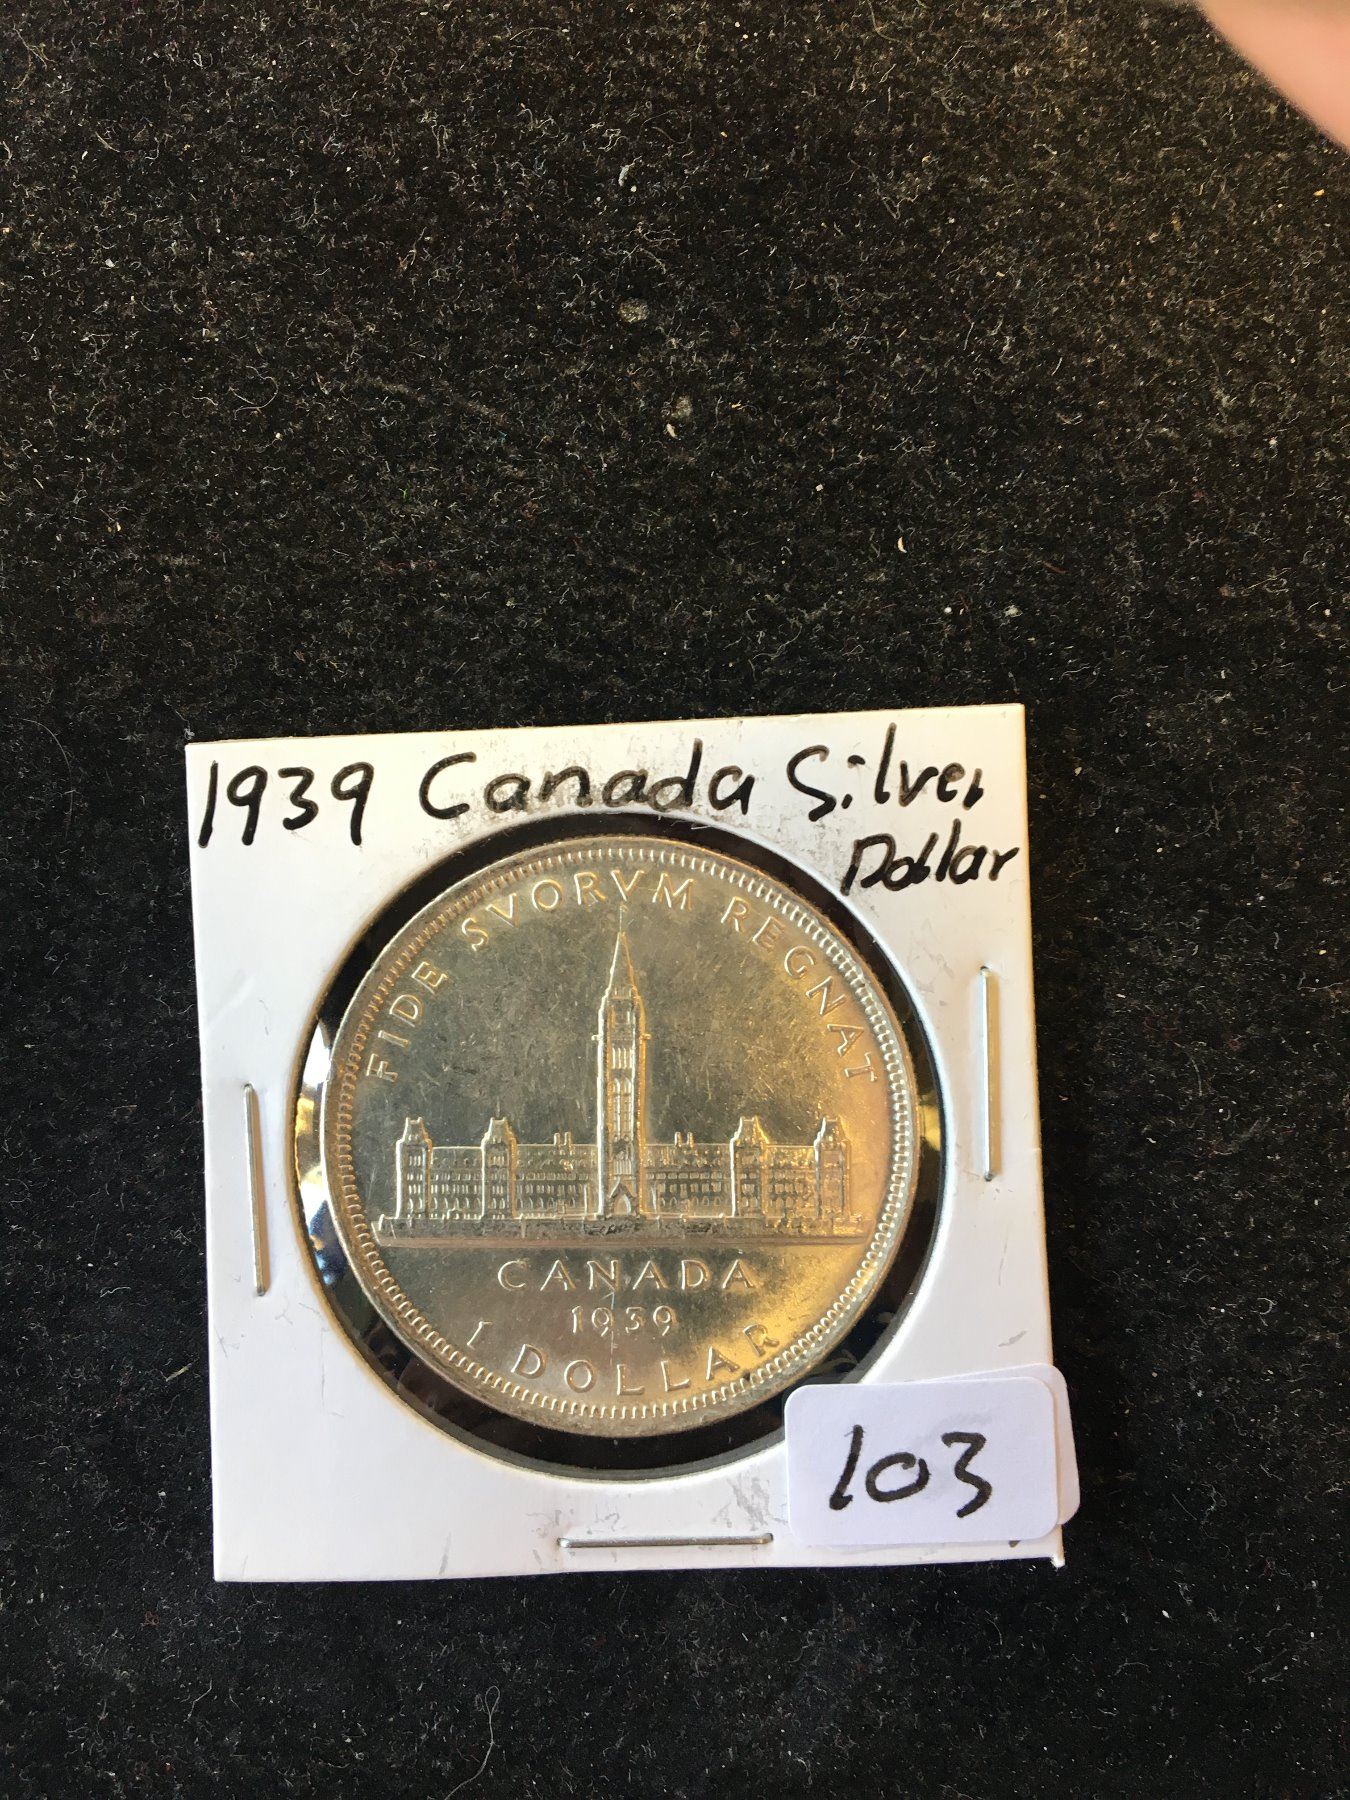 1939 Canada Silver
Dollar
FIDE SVORVM REGNAT
CANADA
1939
1 DOLLAR
103